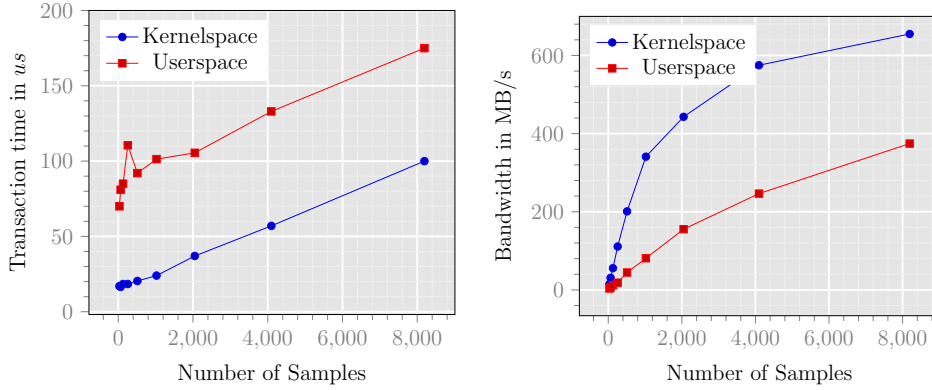 200
150
100
50
0
Transaction time in us
Kernelspace
Userspace
0
2,000
4,000
6,000
8,000
Number of Samples
600
400
200
0
Bandwidth in MB/s
Kernelspace
Userspace
0
2,000
4,000
6,000
8,000
Number of Samples